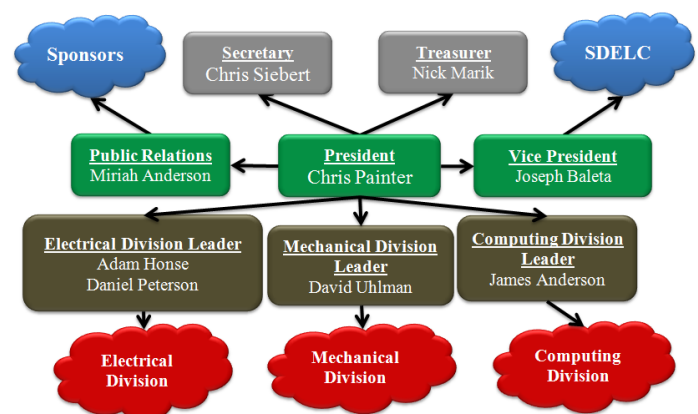 Sponsors
Secretary
Chris Siebert
Treasurer
Nick Marik
SDELC
Public Relations
Miriah Anderson
President
Chris Painter
Vice President
Joseph Baleta
Electrical Division Leader
Adam Honse
Daniel Peterson
Mechanical Division
Leader
David Uhlman
Computing Division
Leader
James Anderson
Electrical
Division
Mechanical
Division
Computing
Division